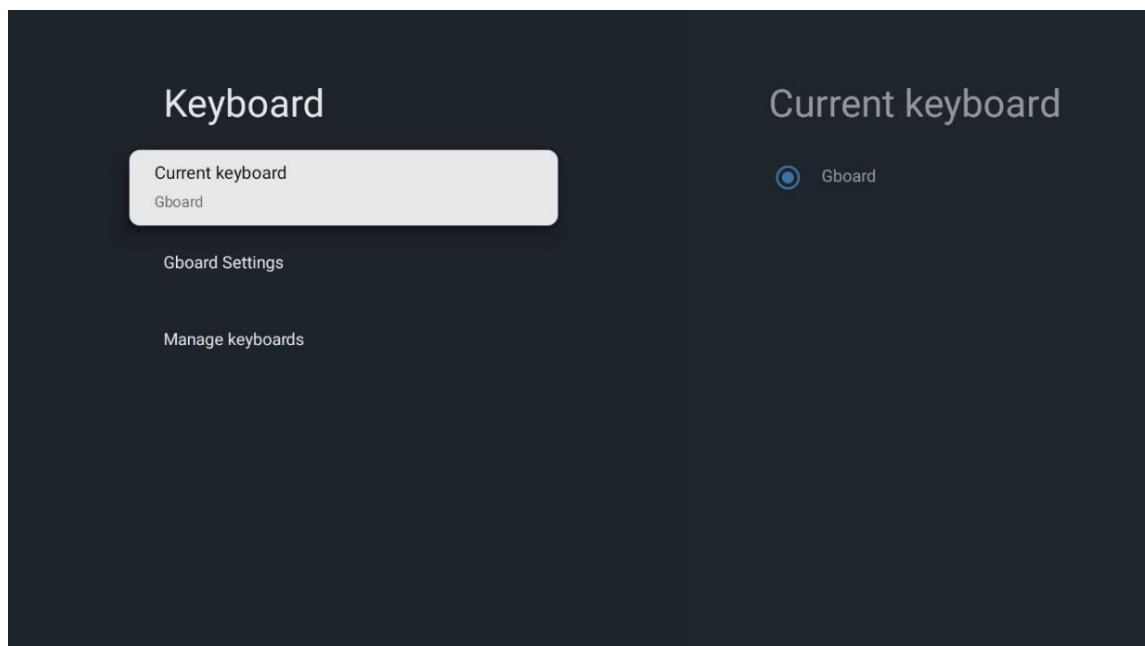 Keyboard
Current keyboard
Gboard
Gboard Settings
Manage keyboards
Current keyboard
Gboard